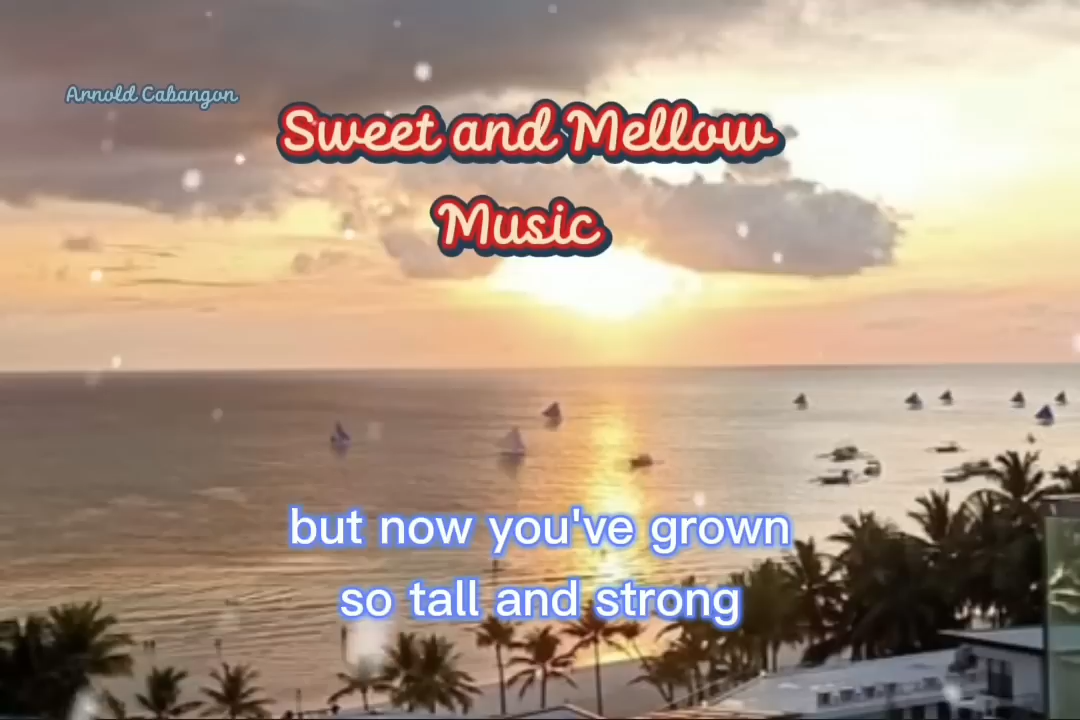 Arnold Cabangon
Sweet and Mellow
Music
but now you've grown
so tall and strong